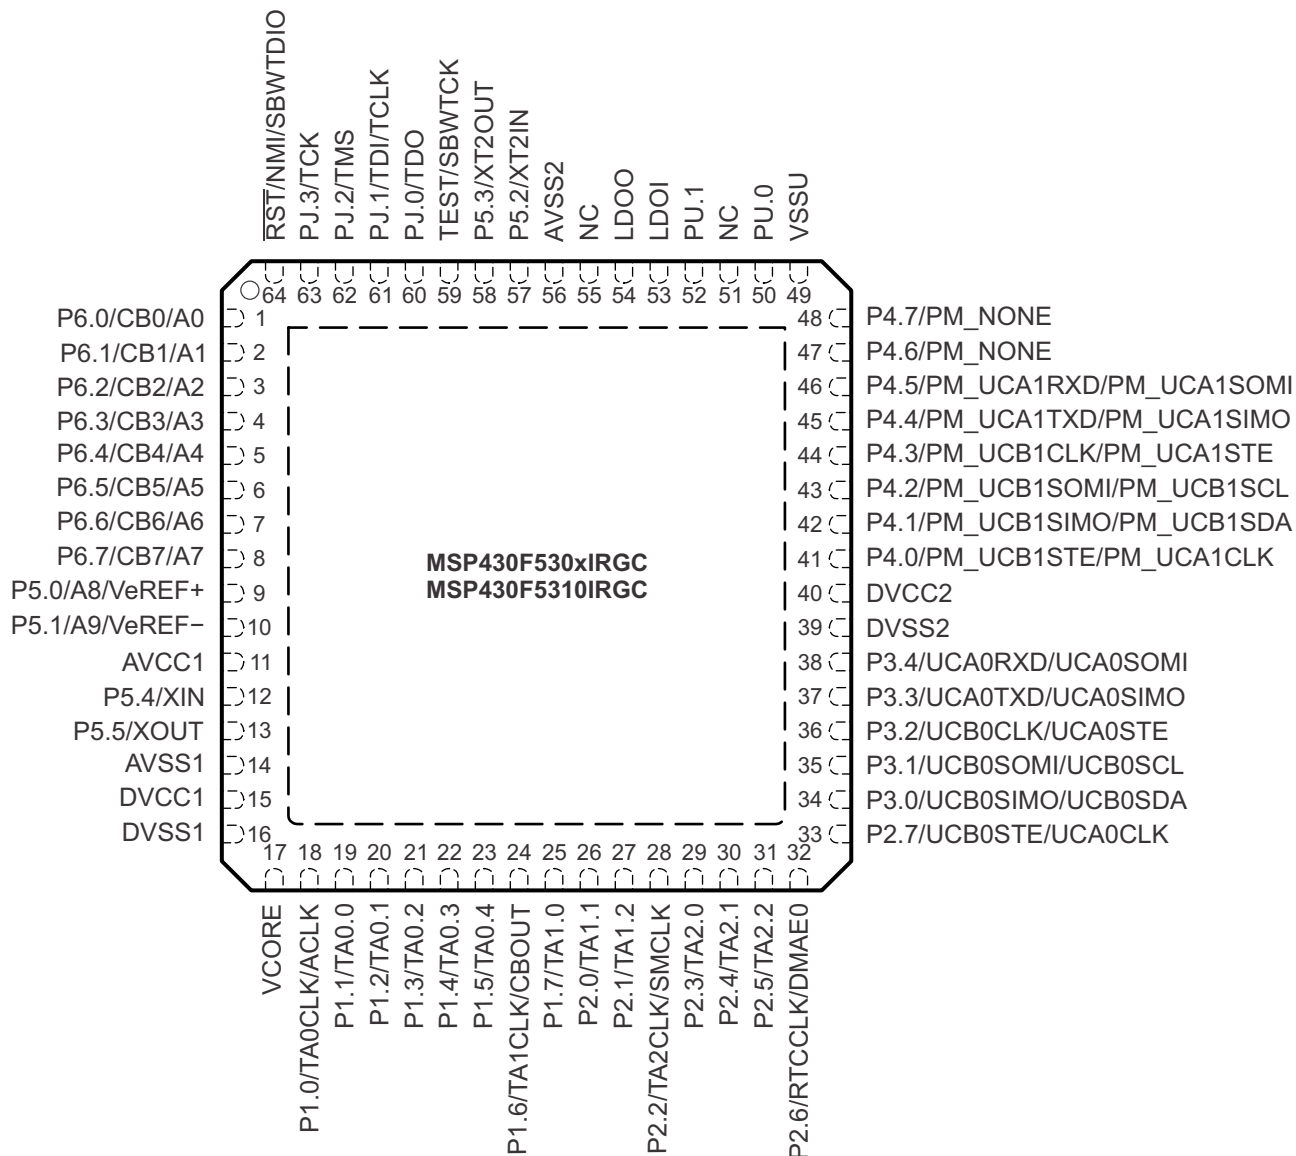 RST/NMI/SBWTDIO
PJ.3/TCK
PJ.2/TMS
PJ.1/TDI/TCLK
PJ.0/TDO
TEST/SBWTCK
P5.3/XT2OUT
P5.2/XT2IN
AVSS2
NC
LDOO
LDOI
PU.1
NC
PU.0
VSSU
64 63 62 61 60 59 58 57 56 55 54 53 52 51 50 49
P6.0/CB0/A0 1
P6.1/CB1/A1 2
P6.2/CB2/A2 3
P6.3/CB3/A3 4
P6.4/CB4/A4 5
P6.5/CB5/A5 6
P6.6/CB6/A6 7
P6.7/CB7/A7 8
P5.0/A8/VeREF+ 9
P5.1/A9/VeREF− 10
AVCC1 11
P5.4/XIN 12
P5.5/XOUT 13
AVSS1 14
DVCC1 15
DVSS1 16
MSP430F530xIRGC
MSP430F5310IRGC
48 P4.7/PM_NONE
47 P4.6/PM_NONE
46 P4.5/PM_UCA1RXD/PM_UCA1SOMI
45 P4.4/PM_UCA1TXD/PM_UCA1SIMO
44 P4.3/PM_UCB1CLK/PM_UCA1STE
43 P4.2/PM_UCB1SOMI/PM_UCB1SCL
42 P4.1/PM_UCB1SIMO/PM_UCB1SDA
41 P4.0/PM_UCB1STE/PM_UCA1CLK
40 DVCC2
39 DVSS2
38 P3.4/UCA0RXD/UCA0SOMI
37 P3.3/UCA0TXD/UCA0SIMO
36 P3.2/UCB0CLK/UCA0STE
35 P3.1/UCB0SOMI/UCB0SCL
34 P3.0/UCB0SIMO/UCB0SDA
33 P2.7/UCB0STE/UCA0CLK
17 18 19 20 21 22 23 24 25 26 27 28 29 30 31 32
VCORE
P1.0/TA0CLK/ACLK
P1.1/TA0.0
P1.2/TA0.1
P1.3/TA0.2
P1.4/TA0.3
P1.5/TA0.4
P1.6/TA1CLK/CBOUT
P1.7/TA1.0
P2.0/TA1.1
P2.1/TA1.2
P2.2/TA2CLK/SMCLK
P2.3/TA2.0
P2.4/TA2.1
P2.5/TA2.2
P2.6/RTCCLK/DMAE0